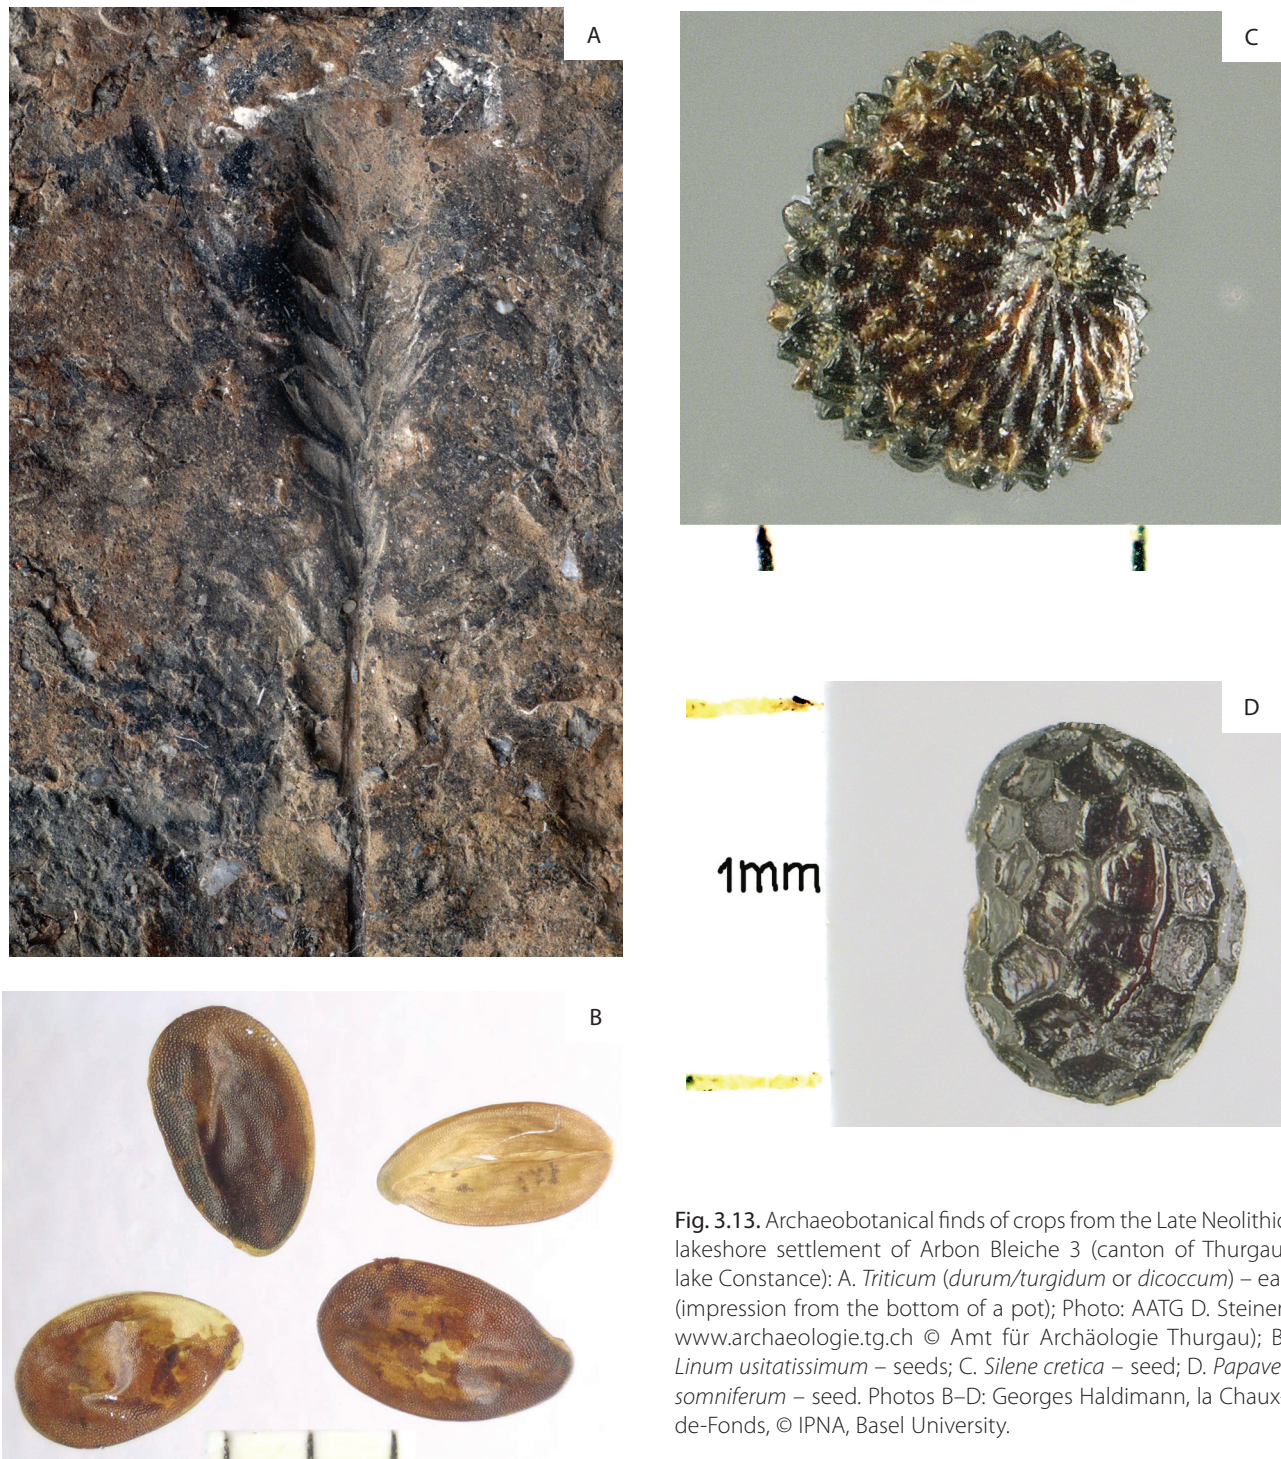 A
C
D
1mm
B
Fig. 3.13. Archaeobotanical finds of crops from the Late Neolithic
lakeshore settlement of Arbon Bleiche 3 (canton of Thurgau
lake Constance): A. Triticum (durum/turgidum or dicoccum) – ea
(impression from the bottom of a pot); Photo: AATG D. Steiner
www.archaeologie.tg.ch © Amt für Archäologie Thurgau); B
Linum usitatissimum – seeds; C. Silene cretica – seed; D. Papave
somniferum – seed. Photos B–D: Georges Haldimann, la Chaux-
de-Fonds, © IPNA, Basel University.